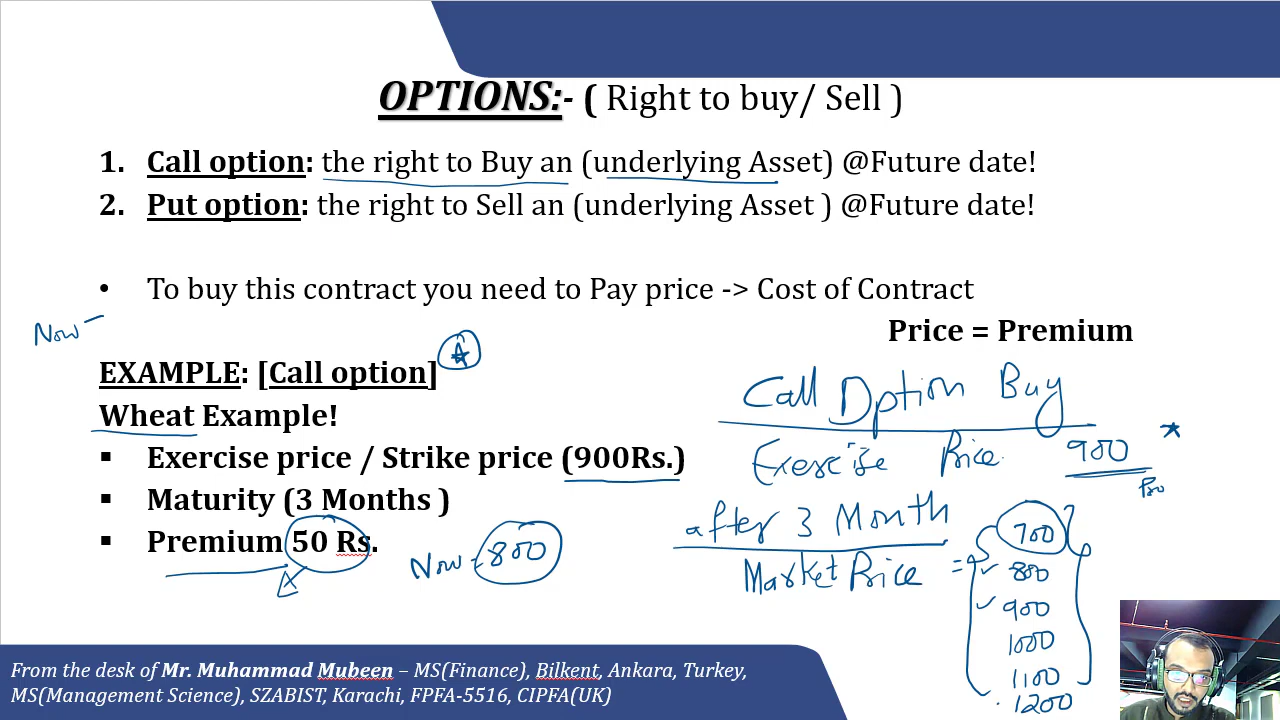 OPTIONS:- ( Right to buy/ Sell )
1. Call option: the right to Buy an (underlying Asset) @Future date!
2. Put option: the right to Sell an (underlying Asset ) @Future date!
• To buy this contract you need to Pay price -> Cost of Contract
Now -
Price = Premium
EXAMPLE: [Call option]
Wheat Example!
▪ Exercise price / Strike price (900Rs.)
▪ Maturity (3 Months )
▪ Premium 50 Rs.
Now - 800
Call Option Buy
Exercise Price 900
after 3 Month
Market Price =
700
800
900
1000
1100
1200
From the desk of Mr. Muhammad Mubeen – MS(Finance), Bilkent, Ankara, Turkey,
MS(Management Science), SZABIST, Karachi, FPFA-5516, CIPFA(UK)